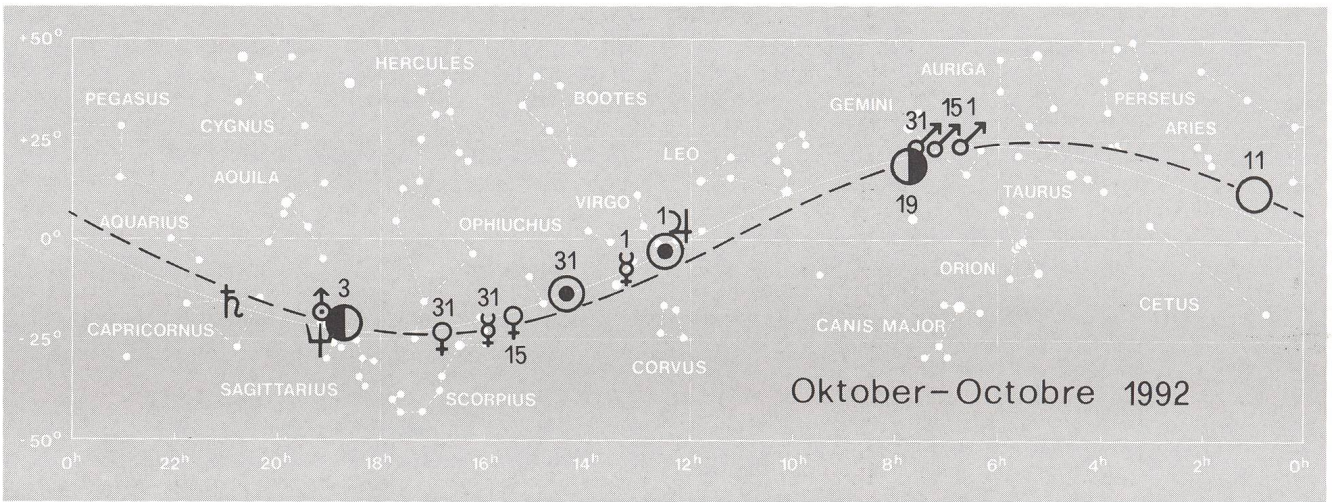 +50°
HERCULES
AURIGA
PEGASUS
BOOTES
GEMINI
31 15 1
PERSEUS
CYGNUS
+25°
ARIES
LEO
11
AQUILA
VIRGO
TAURUS
19
AQUARIUS
OPHIUCHUS
1
1
0°
31
ORION
3
31
31
CETUS
CAPRICORNUS
CANIS MAJOR
-25°
15
CORVUS
SAGITTARIUS
SCORPIUS
Oktober–Octobre 1992
-50°
0h 22h 20h 18h 16h 14h 12h 10h 8h 6h 4h 2h 0h